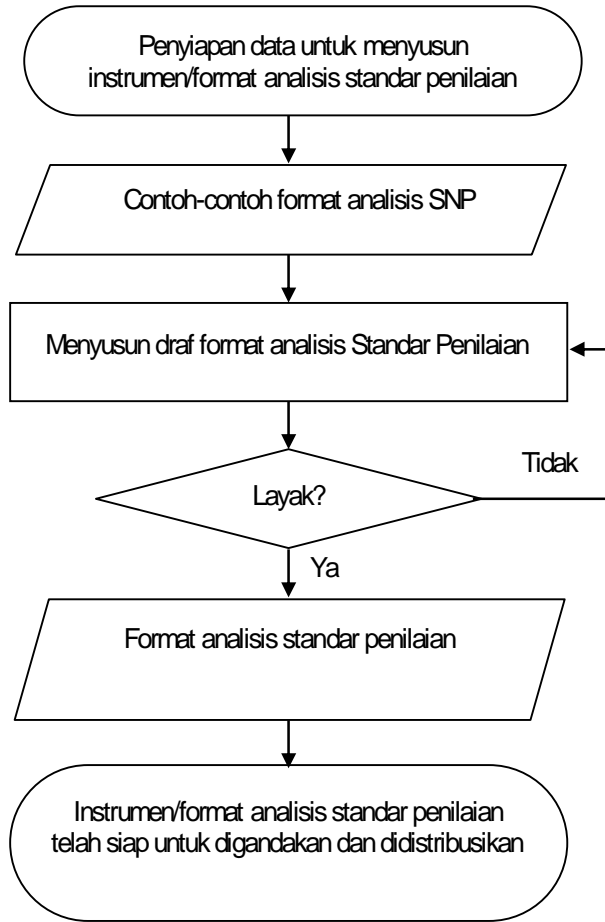 Penyiapan data untuk menyusun
instrumen/format analisis standar penilaian
Contoh-contoh format analisis SNP
Menyusun draf format analisis Standar Penilaian
Tidak
Layak?
Ya
Format analisis standar penilaian
Instrumen/format analisis standar penilaian
telah siap untuk digandakan dan didistribusikan